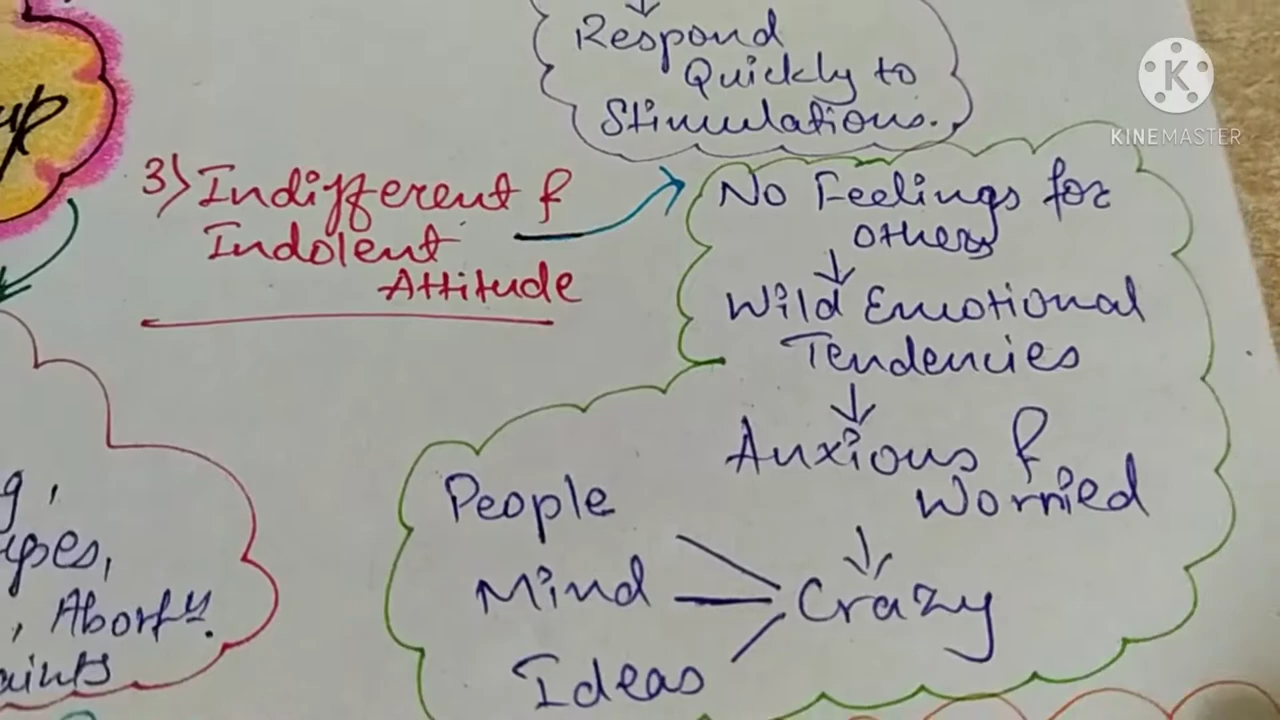 Respond
Quickly to
Stimulations.
KINEMASTER
3) Indifferent &
Indolent
Attitude
No Feelings for
others
↓
Wild Emotional
Tendencies
↓
Anxious &
Worried
↓
People
Mind
Crazy
Ideas